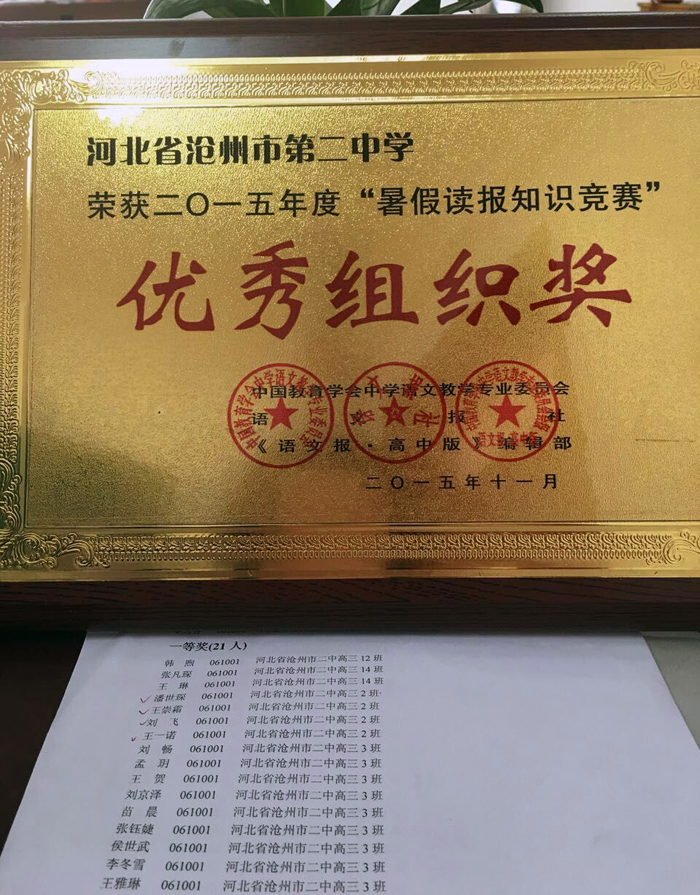 河北省沧州市第二中学
荣获二〇一五年度“暑假读报知识竞赛”
优秀组织奖
中国教育学会中学语文教学专业委员会
语文报社
《语文报·高中版》编辑部
二〇一五年十一月
一等奖(21人)
韩煦 061001 河北省沧州市二中高三12班
张凡琛 061001 河北省沧州市二中高三14班
王琳 061001 河北省沧州市二中高三14班
潘世琛 061001 河北省沧州市二中高三2班
王崇霜 061001 河北省沧州市二中高三2班
刘飞 061001 河北省沧州市二中高三2班
王一诺 061001 河北省沧州市二中高三2班
刘畅 061001 河北省沧州市二中高三3班
孟玥 061001 河北省沧州市二中高三3班
王贺 061001 河北省沧州市二中高三3班
刘京泽 061001 河北省沧州市二中高三3班
苗晨 061001 河北省沧州市二中高三3班
张钰婕 061001 河北省沧州市二中高三3班
侯世武 061001 河北省沧州市二中高三3班
李冬雪 061001 河北省沧州市二中高三3班
王雅琳 061001 河北省沧州市二中高三3班